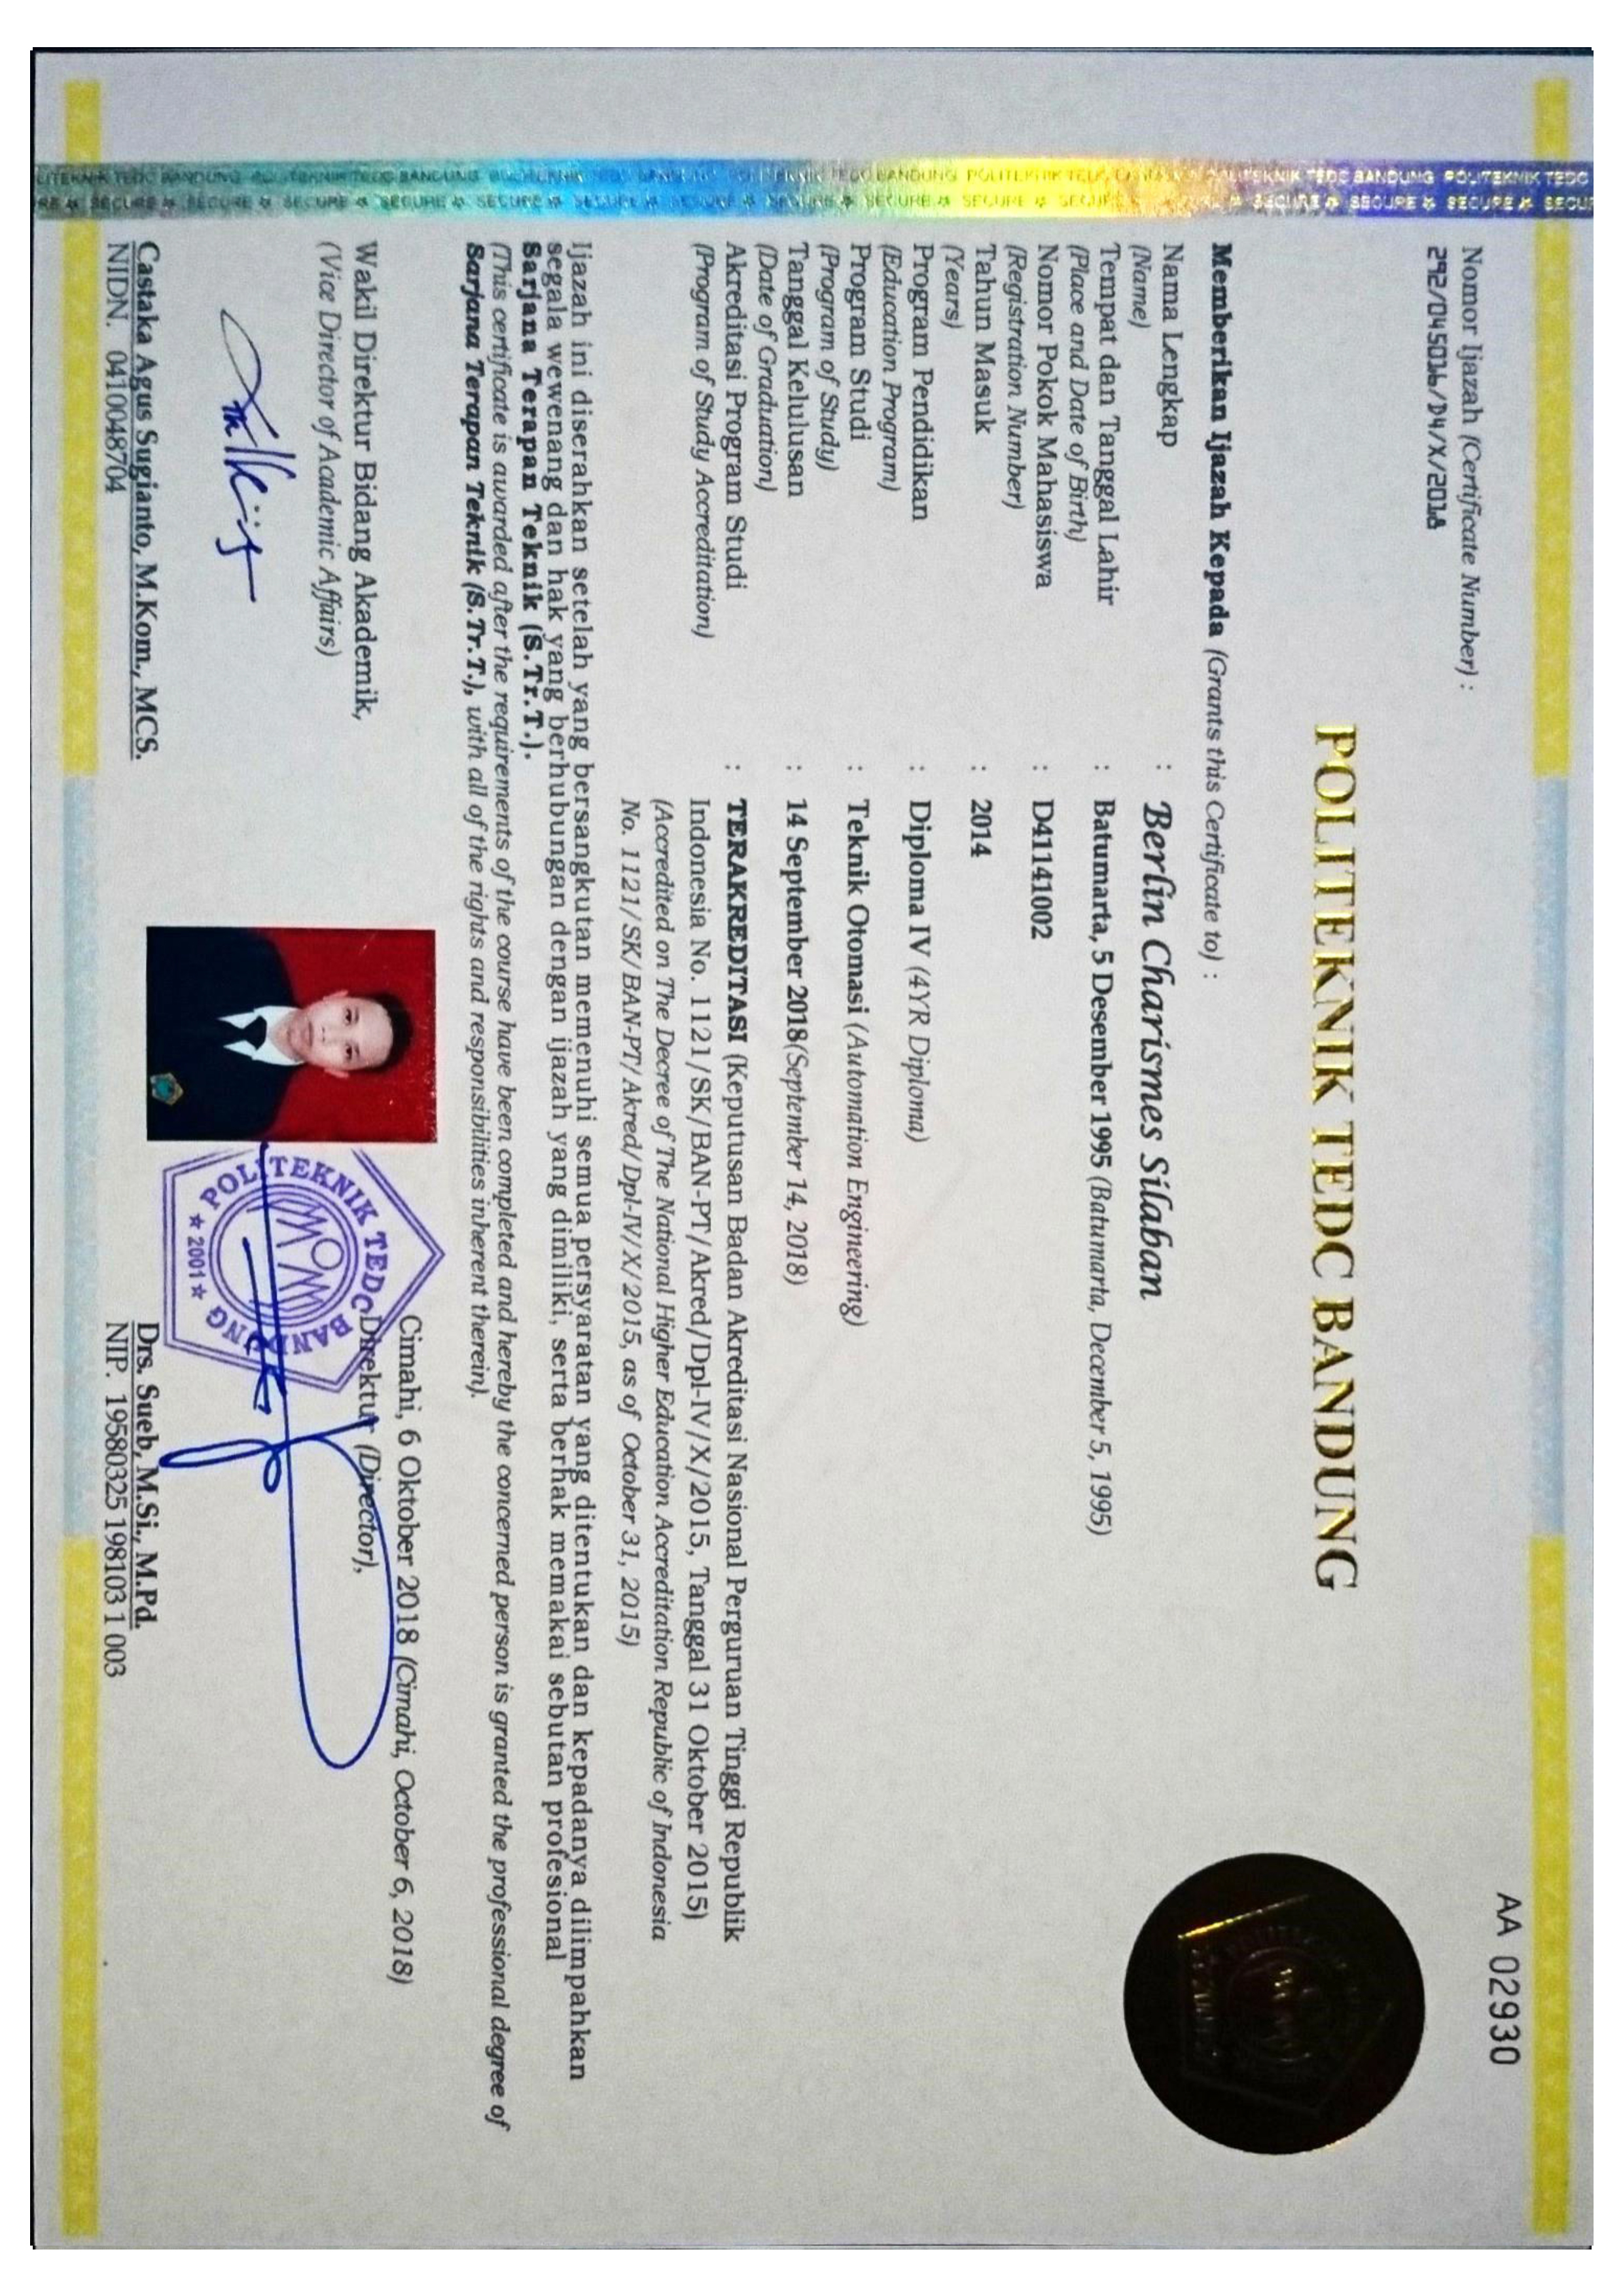 Nomor Ijazah (Certificate Number) :
292/045016/D4/X/2018
AA 02930
POLITEKNIK TEDC BANDUNG
Memberikan Ijazah Kepada (Grants this Certificate to) :
Nama Lengkap : Berlin Charismes Silaban
(Name)
Tempat dan Tanggal Lahir : Batumarta, 5 Desember 1995 (Batumarta, December 5, 1995)
(Place and Date of Birth)
Nomor Pokok Mahasiswa : D41141002
(Registration Number)
Tahun Masuk : 2014
(Years)
Program Pendidikan : Diploma IV (4YR Diploma)
(Education Program)
Program Studi : Teknik Otomasi (Automation Engineering)
(Program of Study)
Tanggal Kelulusan : 14 September 2018(September 14, 2018)
(Date of Graduation)
Akreditasi Program Studi : TERAKREDITASI (Keputusan Badan Akreditasi Nasional Perguruan Tinggi Republik
(Program of Study Accreditation) Indonesia No. 1121/SK/BAN-PT/Akred/Dpl-IV/X/2015, Tanggal 31 Oktober 2015)
(Accredited on The Decree of The National Higher Education Accreditation Republic of Indonesia
No. 1121/SK/BAN-PT/Akred/Dpl-IV/X/2015, as of October 31, 2015)
Ijazah ini diserahkan setelah yang bersangkutan memenuhi semua persyaratan yang ditentukan dan kepadanya dilimpahkan
segala wewenang dan hak yang berhubungan dengan ijazah yang dimiliki, serta berhak memakai sebutan profesional
Sarjana Terapan Teknik (S.Tr.T.).
(This certificate is awarded after the requirements of the course have been completed and hereby the concerned person is granted the professional degree of
Sarjana Terapan Teknik (S.Tr.T.), with all of the rights and responsibilities inherent therein).
Cimahi, 6 Oktober 2018 (Cimahi, October 6, 2018)
Wakil Direktur Bidang Akademik, Direktur (Director),
(Vice Director of Academic Affairs)
POLITEKNIK TEDC BANDUNG
2001
Castaka Agus Sugianto, M.Kom., MCS. Drs. Sueb, M.Si., M.Pd.
NIDN. 0410048704 NIP. 19580325 198103 1 003
POLITEKNIK TEDC BANDUNG POLITEKNIK TEDC
SECURE SECURE SECURE SECURE SECURE SECURE